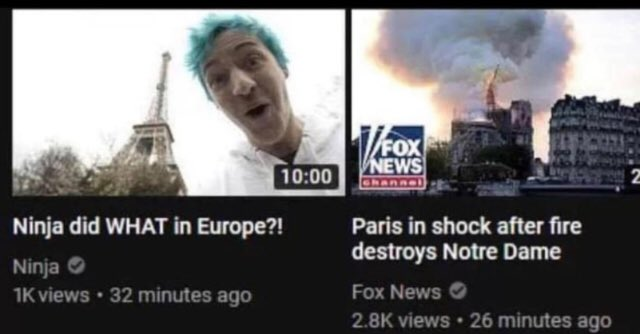 10:00
Ninja did WHAT in Europe?!
Ninja
1K views • 32 minutes ago
FOX
NEWS
channel
2
Paris in shock after fire
destroys Notre Dame
Fox News
2.8K views • 26 minutes ago